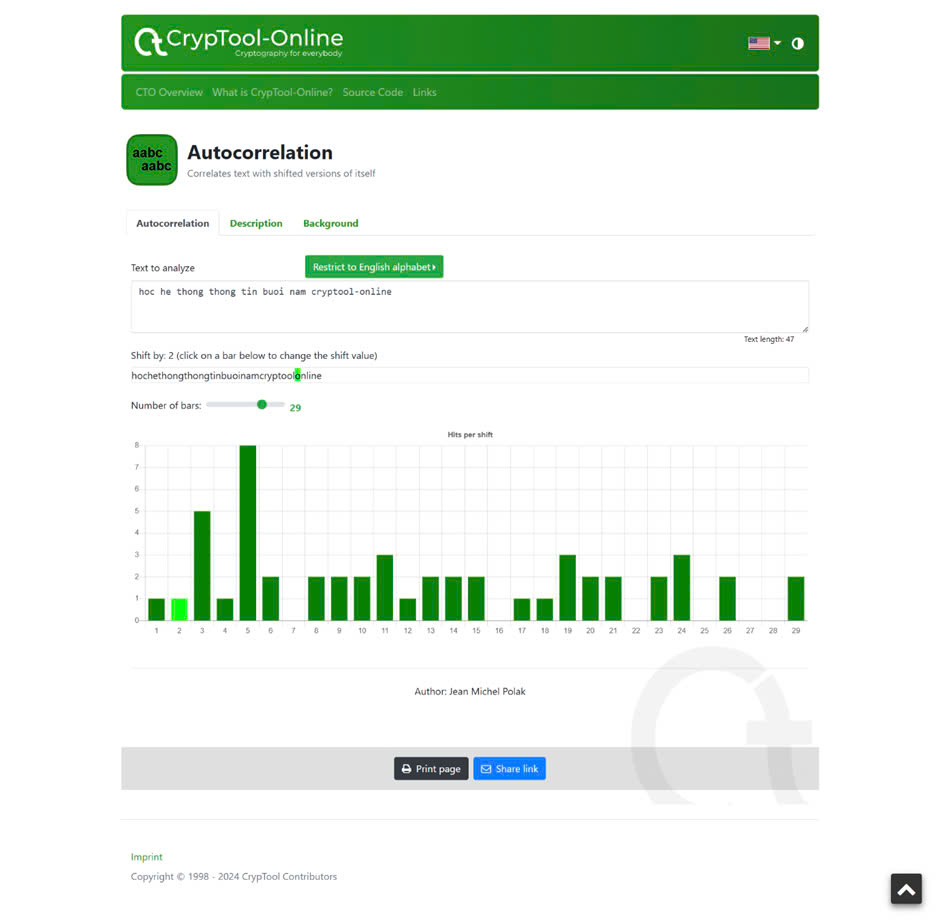 CrypTool-Online
Cryptography for everybody
CTO Overview What is CrypTool-Online? Source Code Links
aabc
aabc
Autocorrelation
Correlates text with shifted versions of itself
Autocorrelation Description Background
Text to analyze Restrict to English alphabet
hoc he thong thong tin buoi nam cryptool-online
Text length: 47
Shift by: 2 (click on a bar below to change the shift value)
hochethongthongtinbuoinamcryptoolonline
Number of bars: 29
Hits per shift
8
7
6
5
4
3
2
1
0
1 2 3 4 5 6 7 8 9 10 11 12 13 14 15 16 17 18 19 20 21 22 23 24 25 26 27 28 29
Author: Jean Michel Polak
Print page Share link
Imprint
Copyright © 1998 - 2024 CrypTool Contributors